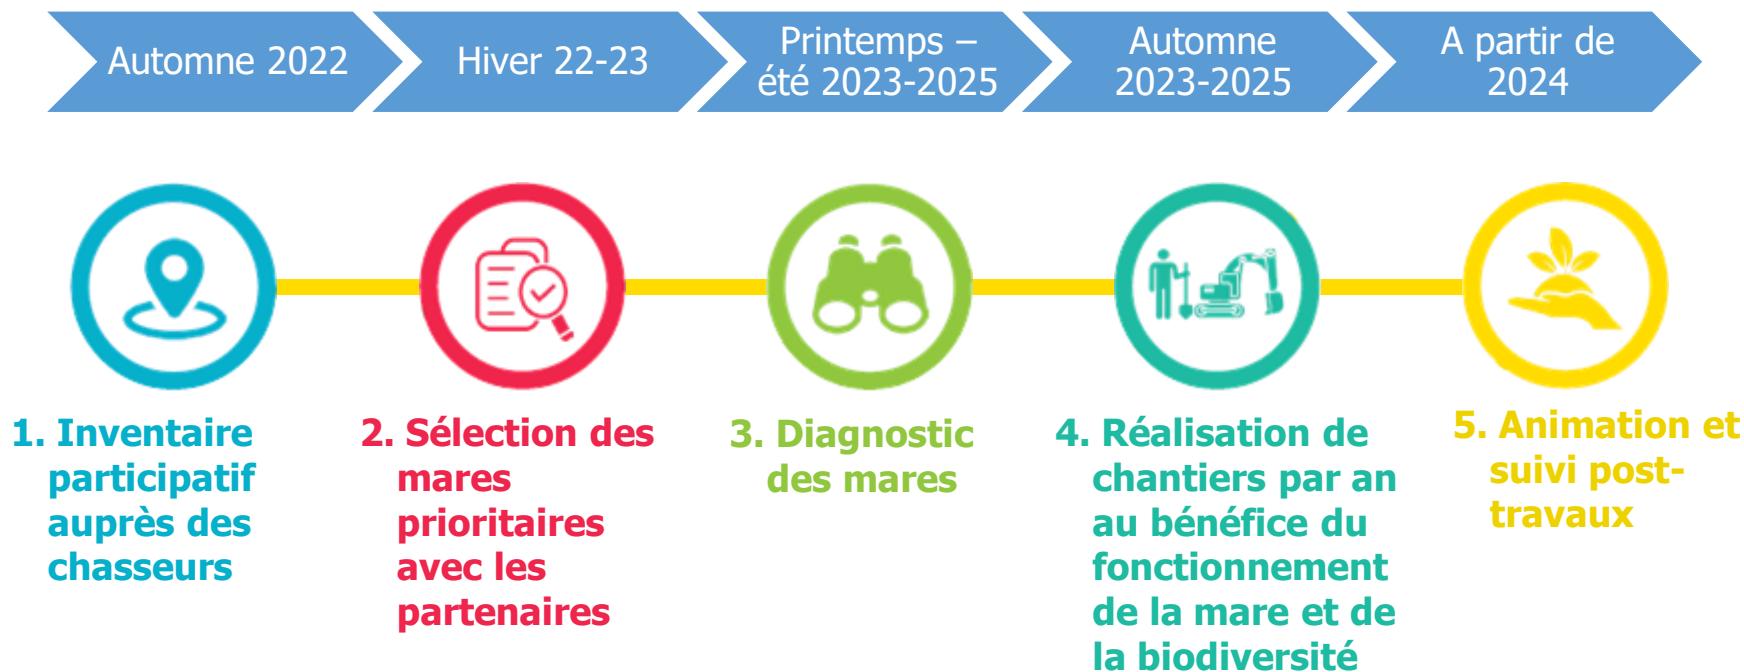 Automne 2022
Hiver 22-23
Printemps –
été 2023-2025
Automne
2023-2025
A partir de
2024
1. Inventaire
participatif
auprès des
chasseurs
2. Sélection des
mares
prioritaires
avec les
partenaires
3. Diagnostic
des mares
4. Réalisation de
chantiers par an
au bénéfice du
fonctionnement
de la mare et de
la biodiversité
5. Animation et
suivi post-
travaux